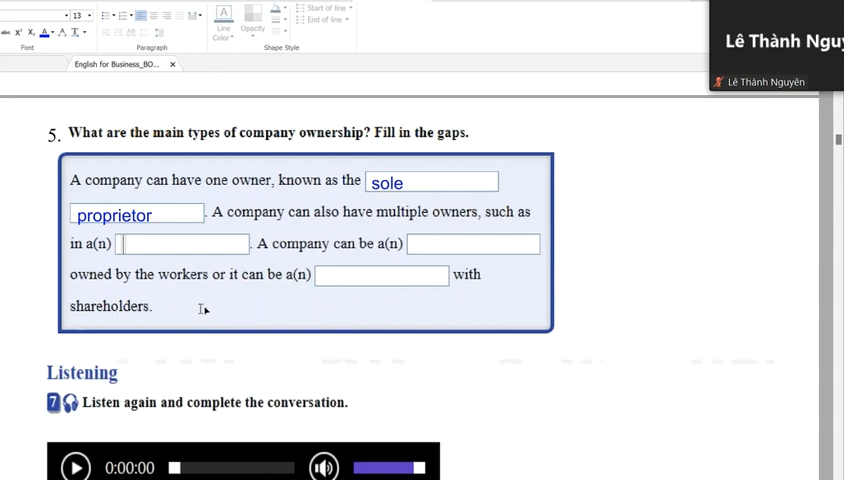 13
Line
Color
Opacity
Start of line
End of line
Font
Paragraph
Shape Style
English for Business_BO...
Lê Thành Nguy
Lê Thành Nguyên
5. What are the main types of company ownership? Fill in the gaps.
A company can have one owner, known as the sole
proprietor . A company can also have multiple owners, such as
in a(n) . A company can be a(n)
owned by the workers or it can be a(n) with
shareholders.
Listening
7 Listen again and complete the conversation.
0:00:00